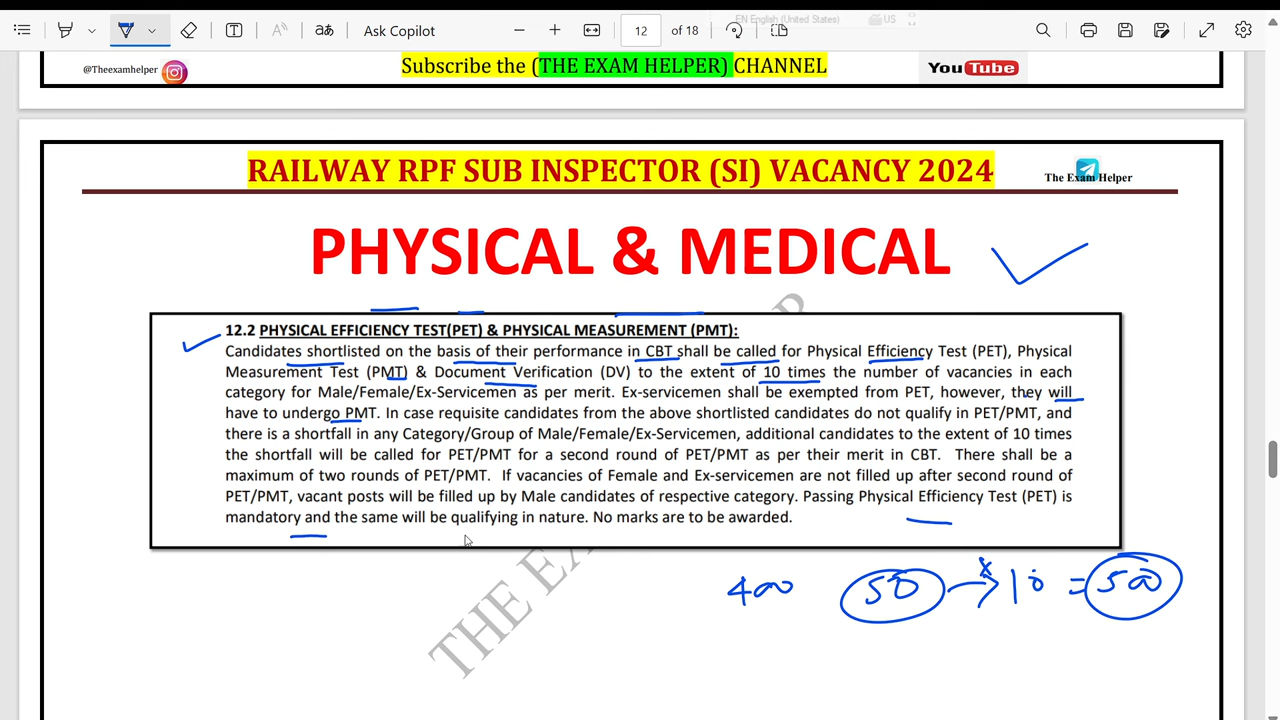 EN English (United States) US
Ask Copilot 12 of 18
@Theexamhelper Subscribe the (THE EXAM HELPER) CHANNEL YouTube
RAILWAY RPF SUB INSPECTOR (SI) VACANCY 2024
The Exam Helper
PHYSICAL & MEDICAL
12.2 PHYSICAL EFFICIENCY TEST(PET) & PHYSICAL MEASUREMENT (PMT):
Candidates shortlisted on the basis of their performance in CBT shall be called for Physical Efficiency Test (PET), Physical
Measurement Test (PMT) & Document Verification (DV) to the extent of 10 times the number of vacancies in each
category for Male/Female/Ex-Servicemen as per merit. Ex-servicemen shall be exempted from PET, however, they will
have to undergo PMT. In case requisite candidates from the above shortlisted candidates do not qualify in PET/PMT, and
there is a shortfall in any Category/Group of Male/Female/Ex-Servicemen, additional candidates to the extent of 10 times
the shortfall will be called for PET/PMT for a second round of PET/PMT as per their merit in CBT. There shall be a
maximum of two rounds of PET/PMT. If vacancies of Female and Ex-servicemen are not filled up after second round of
PET/PMT, vacant posts will be filled up by Male candidates of respective category. Passing Physical Efficiency Test (PET) is
mandatory and the same will be qualifying in nature. No marks are to be awarded.
400 50 → x 10 = 500
THE EX